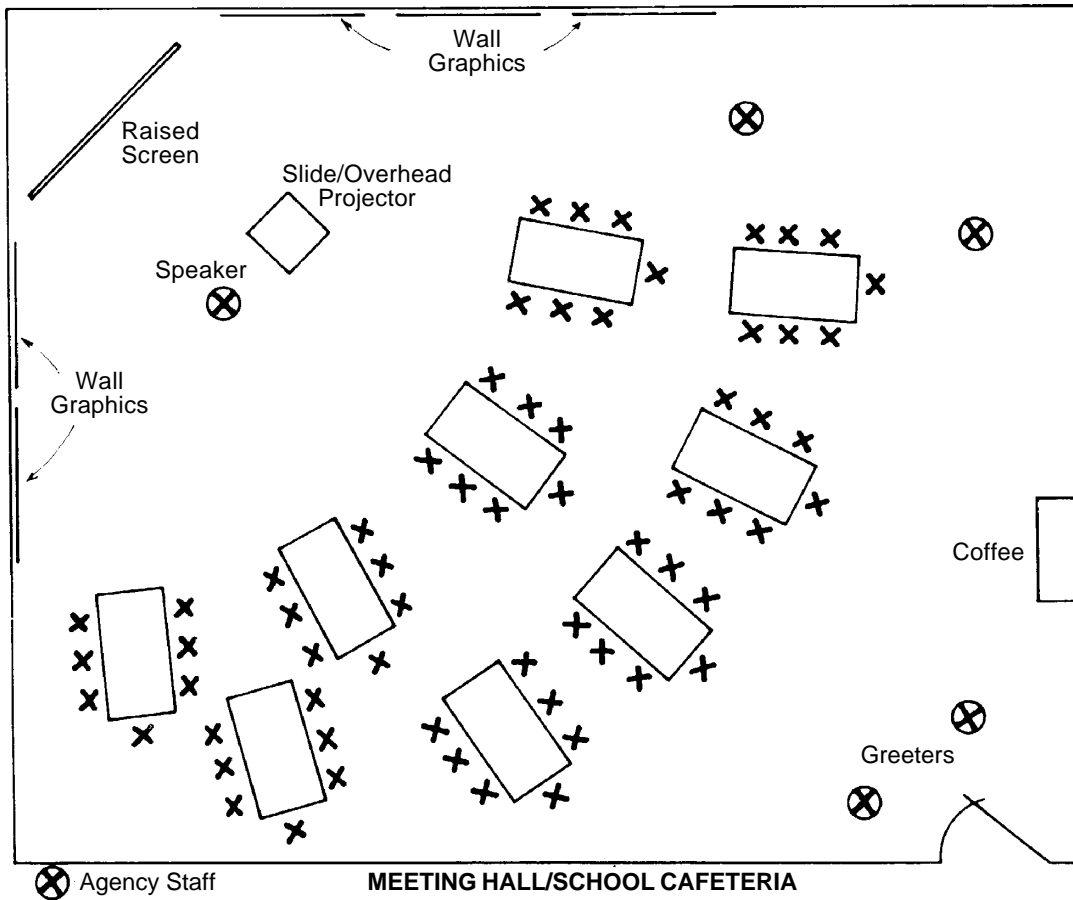 Wall
Graphics
Raised
Screen
Slide/Overhead
Projector
Speaker
Wall
Graphics
Coffee
Greeters
Agency Staff
MEETING HALL/SCHOOL CAFETERIA